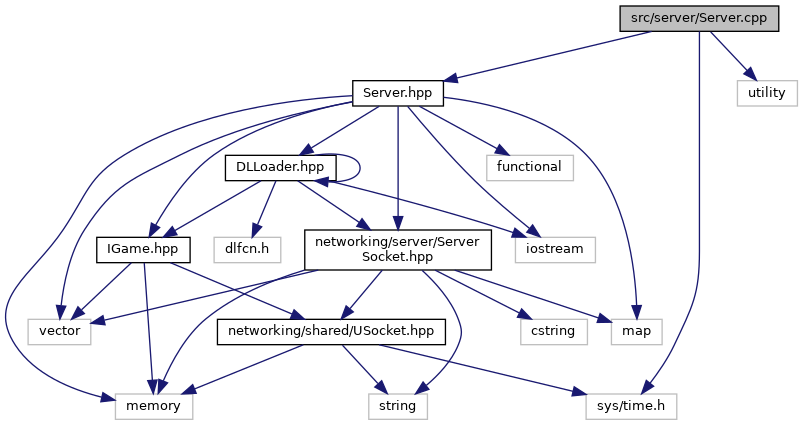 src/server/Server.cpp
Server.hpp
utility
DLLoader.hpp
functional
IGame.hpp
dlfcn.h
networking/server/Server
Socket.hpp
iostream
vector
networking/shared/USocket.hpp
cstring
map
memory
string
sys/time.h